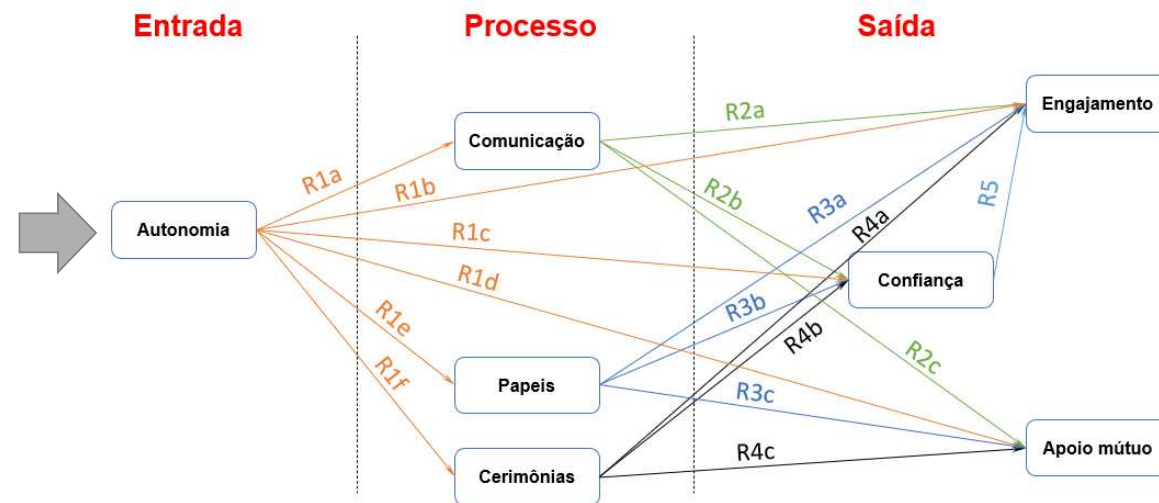 Entrada
Processo
Saída
Autonomia
Comunicação
Papeis
Cerimônias
Engajamento
Confiança
Apoio mútuo
R1a
R1b
R1c
R1d
R1e
R1f
R2a
R2b
R2c
R3a
R3b
R3c
R4a
R4b
R4c
R5